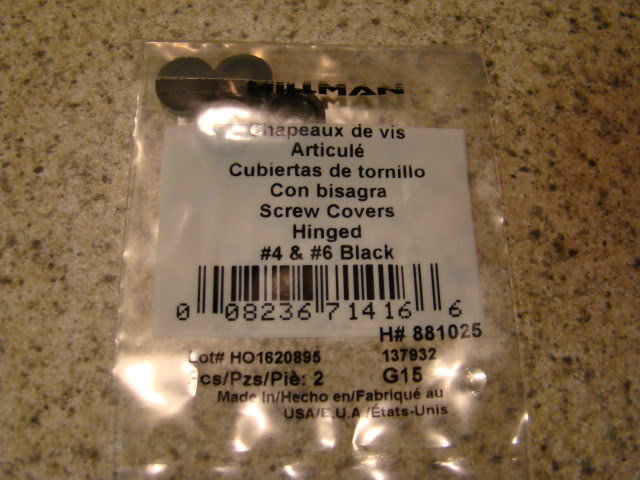 HILLMAN
Chapeaux de vis
Articulé
Cubiertas de tornillo
Con bisagra
Screw Covers
Hinged
#4 & #6 Black
0 08236 71416 6
H# 881025
Lot# HO1620895 137932
Pcs/Pzs/Piè: 2 G15
Made In/Hecho en/Fabriqué au
USA/E.U.A./États-Unis